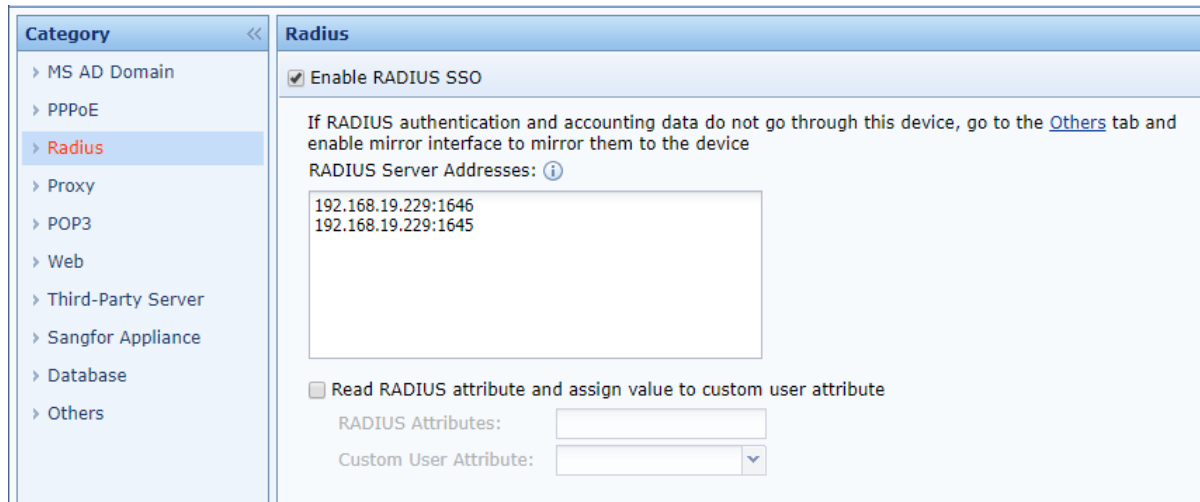 Category
MS AD Domain
PPPoE
Radius
Proxy
POP3
Web
Third-Party Server
Sangfor Appliance
Database
Others
Radius
Enable RADIUS SSO
If RADIUS authentication and accounting data do not go through this device, go to the Others tab and
enable mirror interface to mirror them to the device
RADIUS Server Addresses:
192.168.19.229:1646
192.168.19.229:1645
Read RADIUS attribute and assign value to custom user attribute
RADIUS Attributes:
Custom User Attribute: